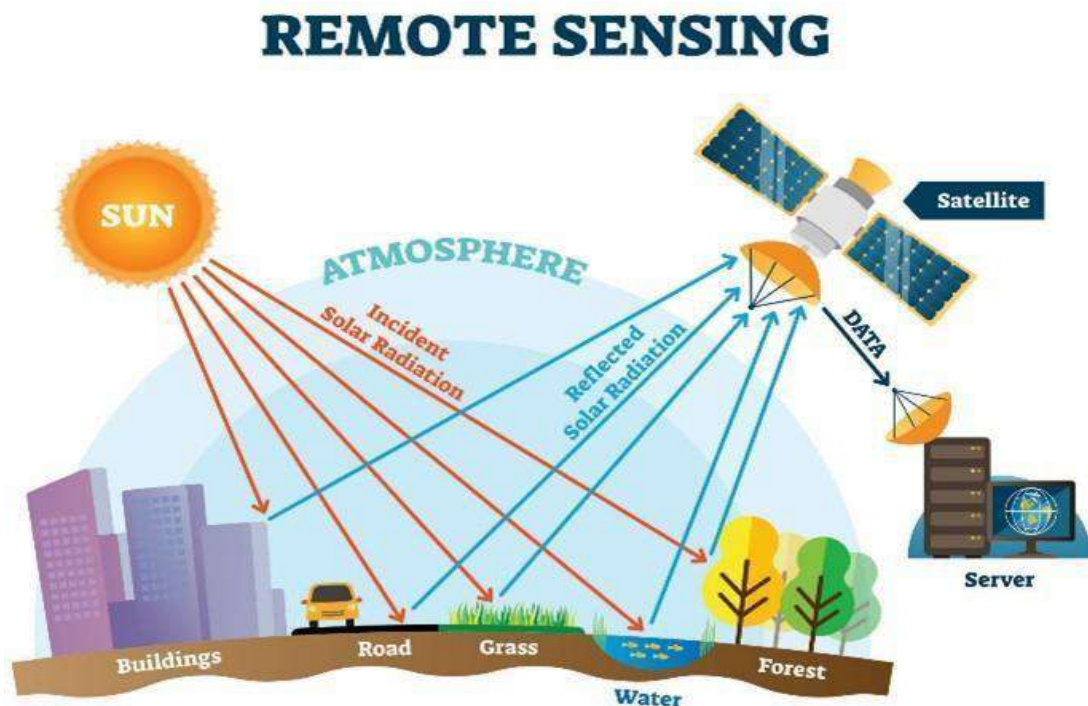 REMOTE SENSING
SUN
ATMOSPHERE
Satellite
Incident
Solar Radiation
Reflected
Solar Radiation
DATA
Server
Buildings
Road
Grass
Water
Forest